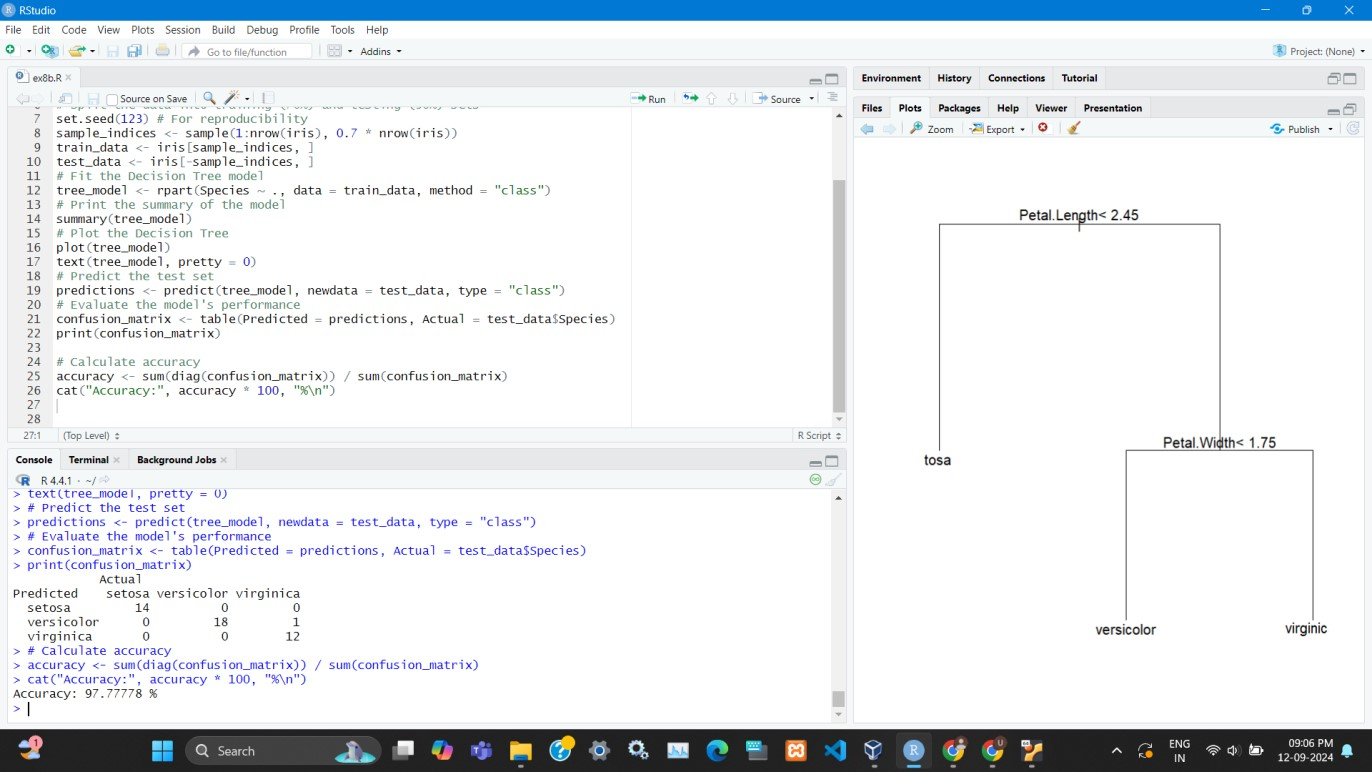 RStudio
File Edit Code View Plots Session Build Debug Profile Tools Help
Go to file/function Addins Project: (None)
ex8b.R
Source on Save Run Source
7 set.seed(123) # For reproducibility
8 sample_indices <- sample(1:nrow(iris), 0.7 * nrow(iris))
9 train_data <- iris[sample_indices, ]
10 test_data <- iris[-sample_indices, ]
11 # Fit the Decision Tree model
12 tree_model <- rpart(Species ~ ., data = train_data, method = "class")
13 # Print the summary of the model
14 summary(tree_model)
15 # Plot the Decision Tree
16 plot(tree_model)
17 text(tree_model, pretty = 0)
18 # Predict the test set
19 predictions <- predict(tree_model, newdata = test_data, type = "class")
20 # Evaluate the model's performance
21 confusion_matrix <- table(Predicted = predictions, Actual = test_data$Species)
22 print(confusion_matrix)
23
24 # Calculate accuracy
25 accuracy <- sum(diag(confusion_matrix)) / sum(confusion_matrix)
26 cat("Accuracy:", accuracy * 100, "%\n")
27
28
27:1 (Top Level) R Script
Console Terminal Background Jobs
R 4.4.1 · ~/
> text(tree_model, pretty = 0)
> # Predict the test set
> predictions <- predict(tree_model, newdata = test_data, type = "class")
> # Evaluate the model's performance
> confusion_matrix <- table(Predicted = predictions, Actual = test_data$Species)
> print(confusion_matrix)
Actual
Predicted setosa versicolor virginica
setosa 14 0 0
versicolor 0 18 1
virginica 0 0 12
> # Calculate accuracy
> accuracy <- sum(diag(confusion_matrix)) / sum(confusion_matrix)
> cat("Accuracy:", accuracy * 100, "%\n")
Accuracy: 97.77778 %
>
Environment History Connections Tutorial
Files Plots Packages Help Viewer Presentation
Zoom Export Publish
Petal.Length< 2.45
Petal.Width< 1.75
tosa
versicolor
virginic
1 Search ENG 09:06 PM
IN 12-09-2024